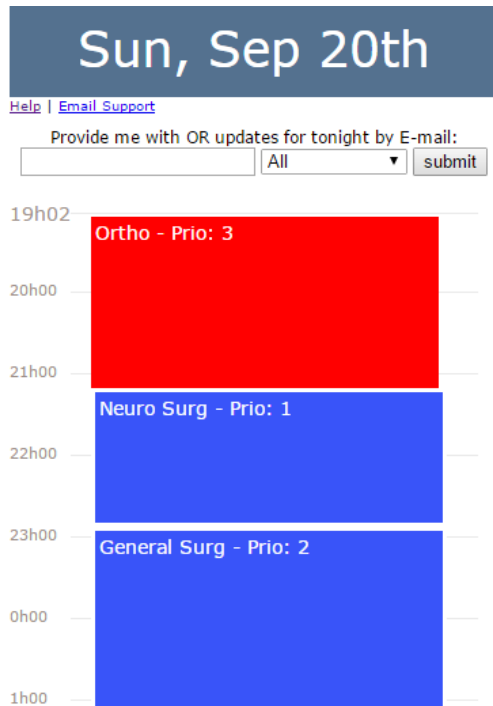 Sun, Sep 20th
Help | Email Support
Provide me with OR updates for tonight by E-mail:
All submit
19h02
Ortho - Prio: 3
20h00
21h00
Neuro Surg - Prio: 1
22h00
23h00
General Surg - Prio: 2
0h00
1h00